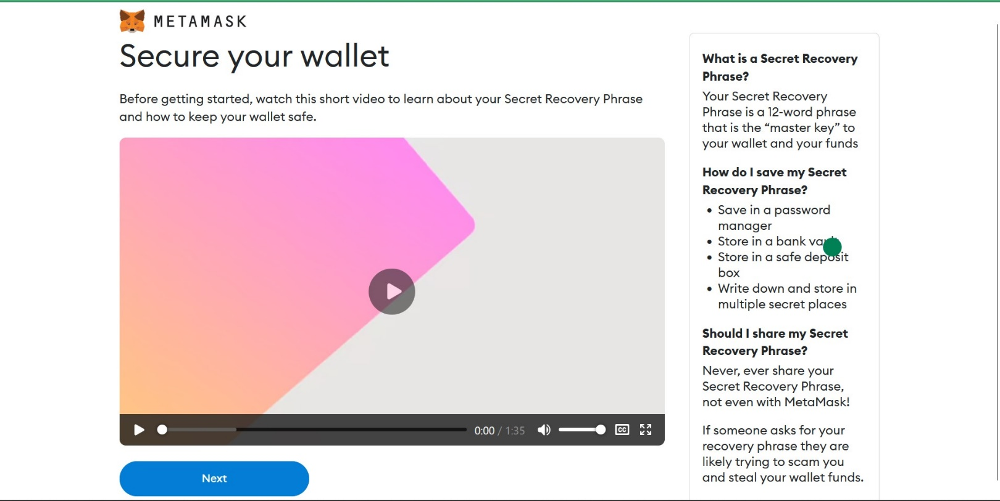 METAMASK
Secure your wallet
Before getting started, watch this short video to learn about your Secret Recovery Phrase
and how to keep your wallet safe.
0:00 / 1:35
CC
Next
What is a Secret Recovery
Phrase?
Your Secret Recovery
Phrase is a 12-word phrase
that is the “master key” to
your wallet and your funds
How do I save my Secret
Recovery Phrase?
• Save in a password
manager
• Store in a bank vault
• Store in a safe deposit
box
• Write down and store in
multiple secret places
Should I share my Secret
Recovery Phrase?
Never, ever share your
Secret Recovery Phrase,
not even with MetaMask!
If someone asks for your
recovery phrase they are
likely trying to scam you
and steal your wallet funds.